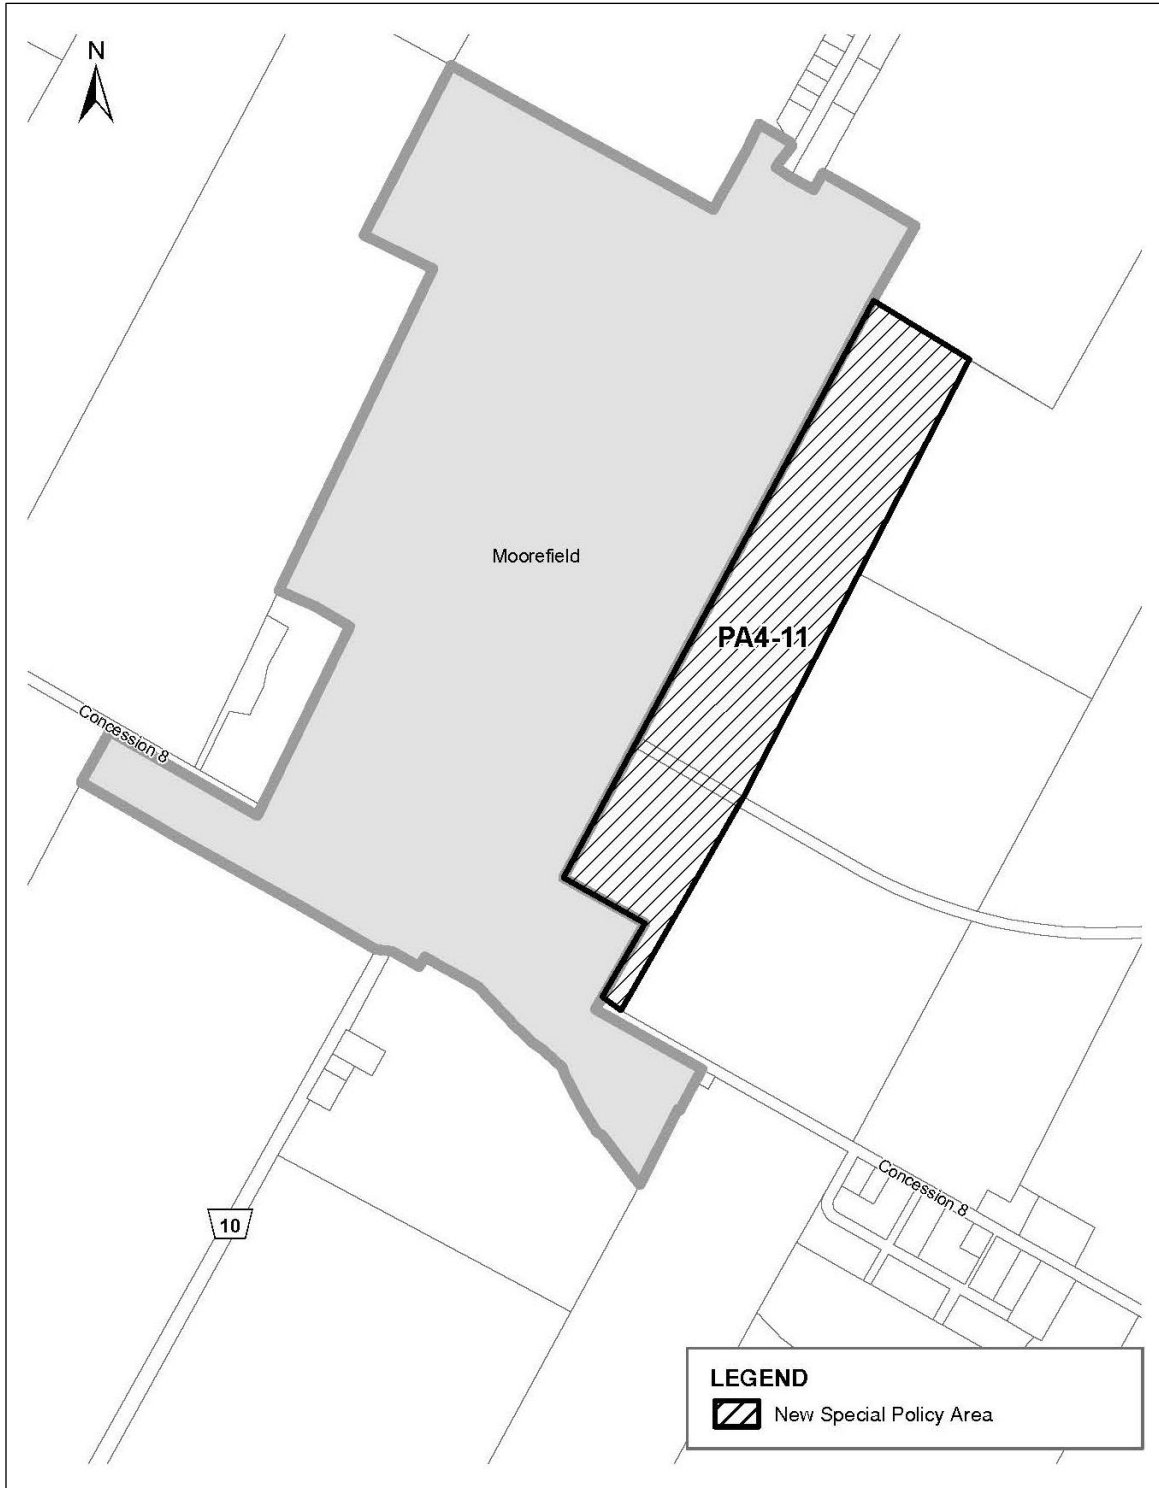 N
Moorefield
PA4-11
Concession 8
Concession 8
10
LEGEND
New Special Policy Area